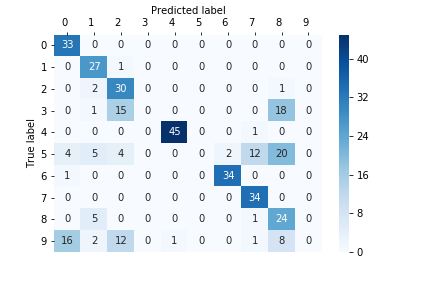 Predicted label
0 1 2 3 4 5 6 7 8 9
0 33 0 0 0 0 0 0 0 0 0
1 0 27 1 0 0 0 0 0 0 0
2 0 2 30 0 0 0 0 0 1 0
3 0 1 15 0 0 0 0 0 18 0
4 0 0 0 0 45 0 0 1 0 0
5 4 5 4 0 0 0 2 12 20 0
6 1 0 0 0 0 0 34 0 0 0
7 0 0 0 0 0 0 0 34 0 0
8 0 5 0 0 0 0 0 1 24 0
9 16 2 12 0 1 0 0 1 8 0
True label
40
32
24
16
8
0